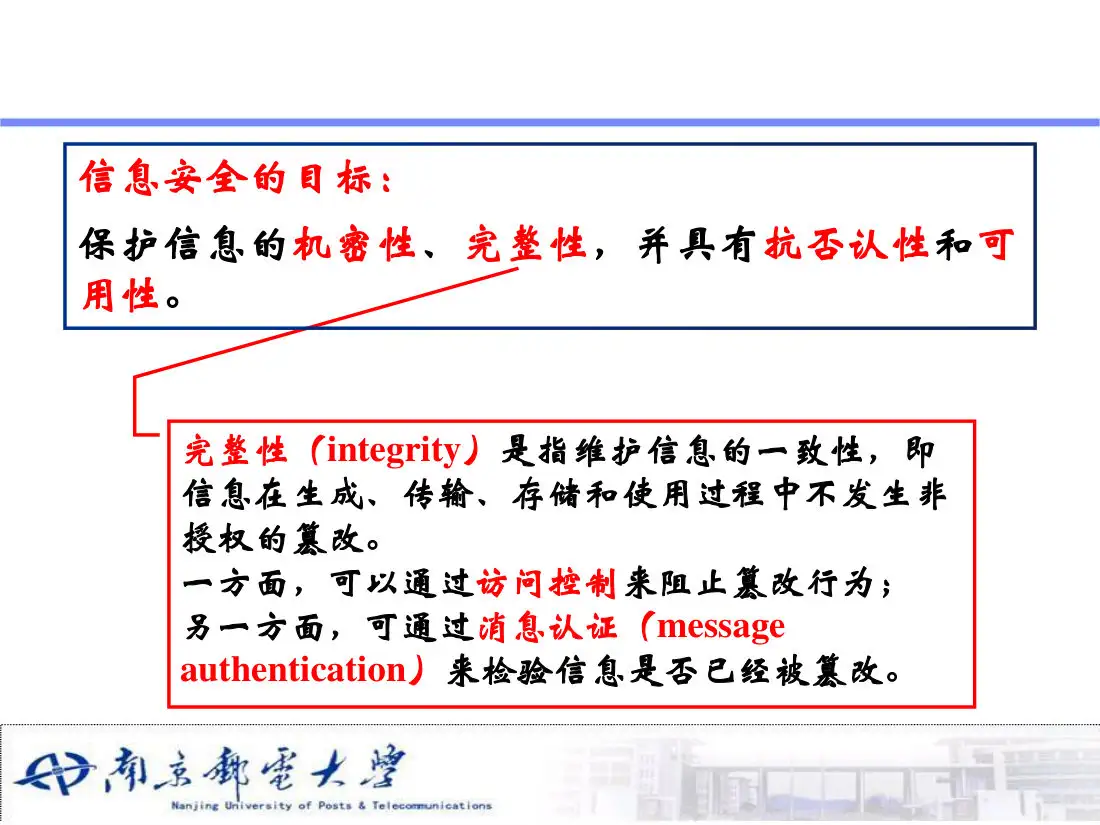 信息安全的目标：
保护信息的机密性、完整性，并具有抗否认性和可
用性。
完整性（integrity）是指维护信息的一致性，即
信息在生成、传输、存储和使用过程中不发生非
授权的篡改。
一方面，可以通过访问控制来阻止篡改行为；
另一方面，可通过消息认证（message
authentication）来检验信息是否已经被篡改。
南京郵電大學
Nanjing University of Posts & Telecommunications